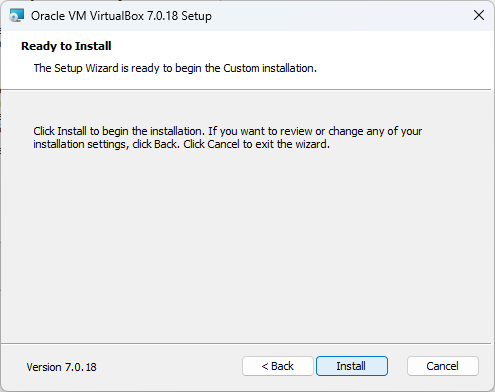 Oracle VM VirtualBox 7.0.18 Setup
Ready to Install
The Setup Wizard is ready to begin the Custom installation.
Click Install to begin the installation. If you want to review or change any of your
installation settings, click Back. Click Cancel to exit the wizard.
Version 7.0.18
< Back
Install
Cancel